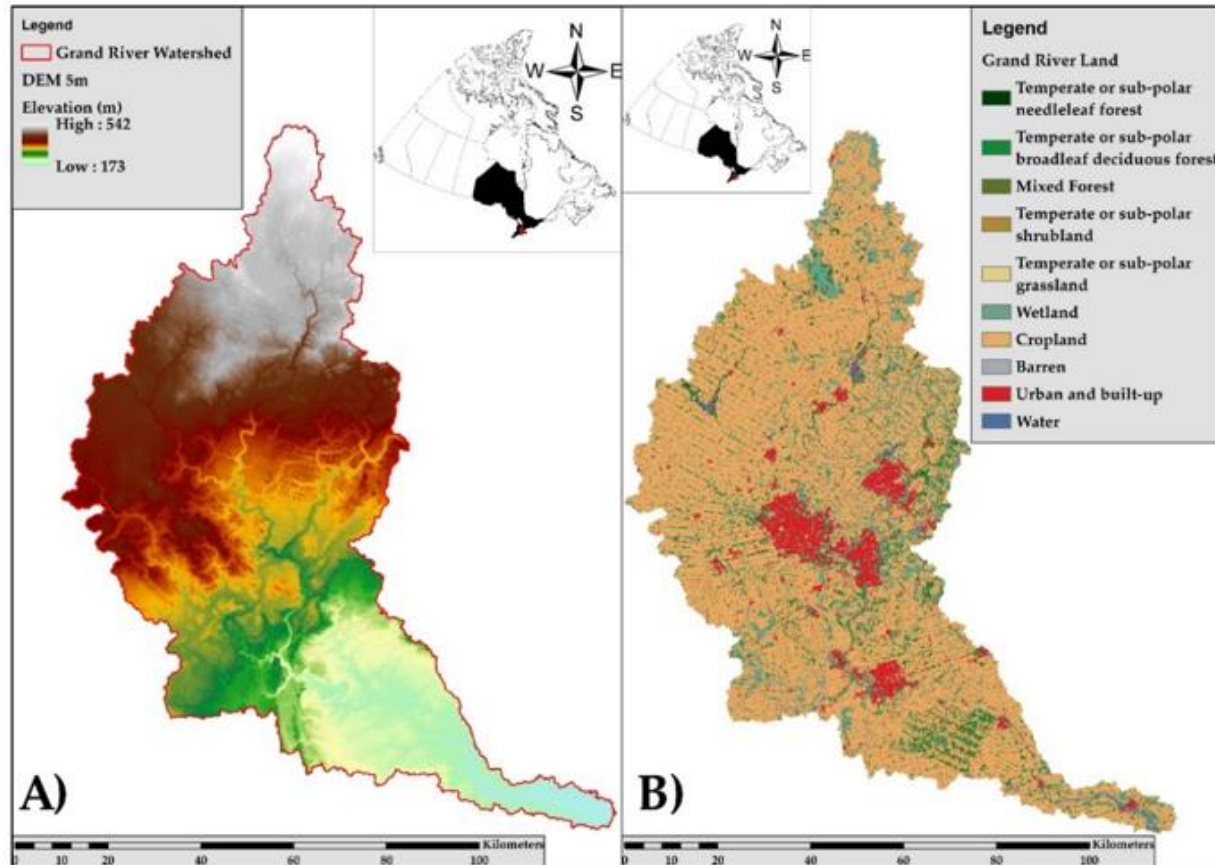 Legend
Grand River Watershed
DEM 5m
Elevation (m)
High : 542
Low : 173
N
W E
S
A)
Kilometers
0 20 40 60 80 100
N
W E
S
Legend
Grand River Land
Temperate or sub-polar
needleleaf forest
Temperate or sub-polar
broadleaf deciduous forest
Mixed Forest
Temperate or sub-polar
shrubland
Temperate or sub-polar
grassland
Wetland
Cropland
Barren
Urban and built-up
Water
B)
Kilometers
0 20 40 60 80 100